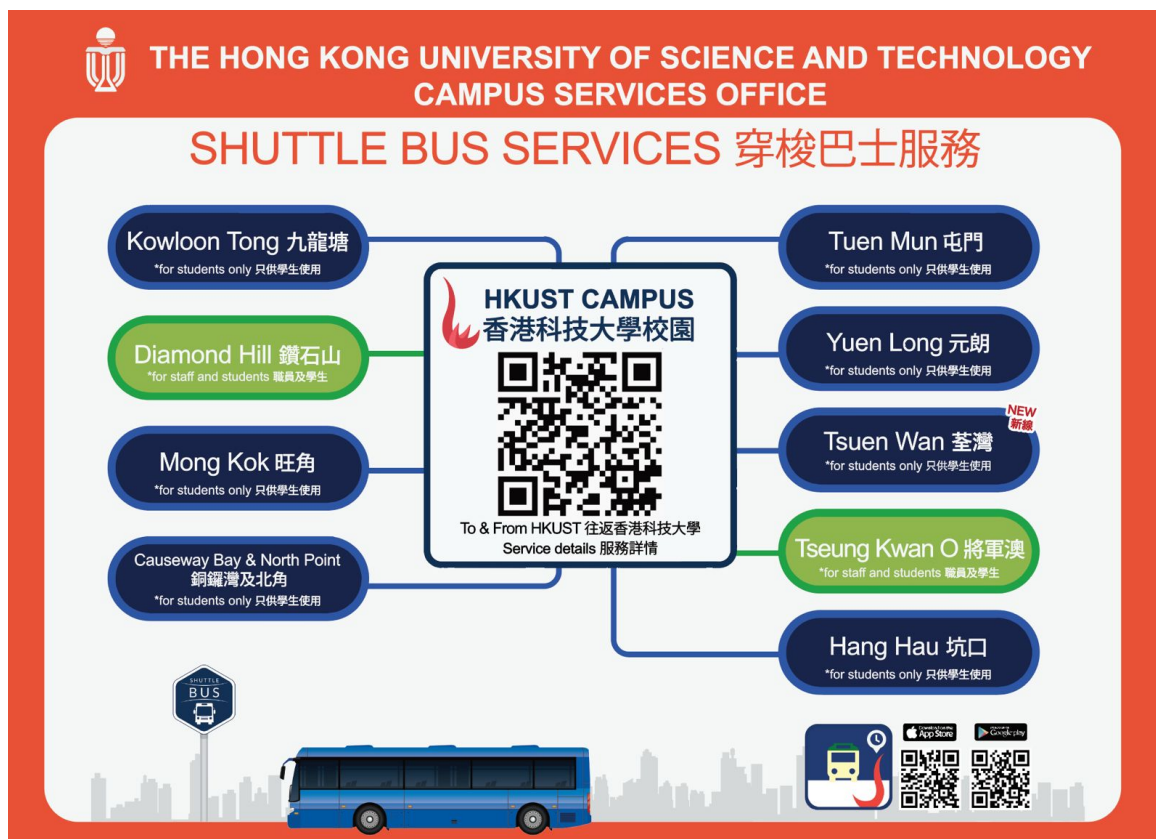 THE HONG KONG UNIVERSITY OF SCIENCE AND TECHNOLOGY
CAMPUS SERVICES OFFICE
SHUTTLE BUS SERVICES 穿梭巴士服務
Kowloon Tong 九龍塘
*for students only 只供學生使用
Diamond Hill 鑽石山
*for staff and students 職員及學生
Mong Kok 旺角
*for students only 只供學生使用
Causeway Bay & North Point
銅鑼灣及北角
*for students only 只供學生使用
HKUST CAMPUS
香港科技大學校園
To & From HKUST 往返香港科技大學
Service details 服務詳情
Tuen Mun 屯門
*for students only 只供學生使用
Yuen Long 元朗
*for students only 只供學生使用
NEW
新線
Tsuen Wan 荃灣
*for students only 只供學生使用
Tseung Kwan O 將軍澳
*for staff and students 職員及學生
Hang Hau 坑口
*for students only 只供學生使用
SHUTTLE
BUS
App Store
Google play